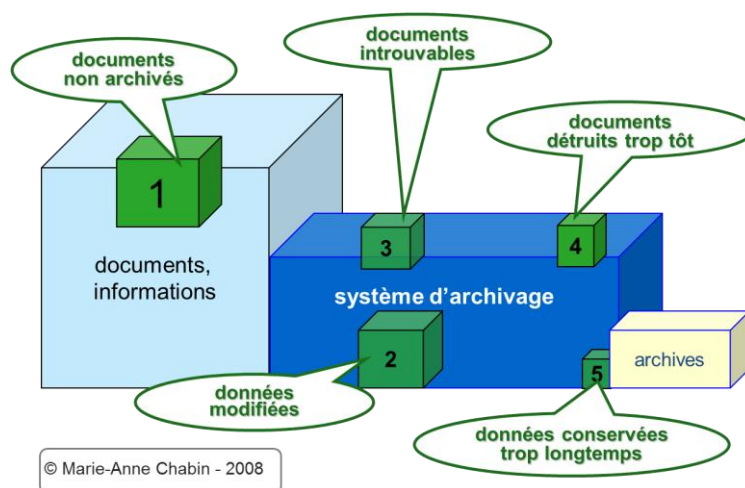 documents
non archivés
documents
introuvables
documents
détruits trop tôt
1
3
4
documents,
informations
système d'archivage
2
5
archives
données
modifiées
données conservées
trop longtemps
© Marie-Anne Chabin - 2008